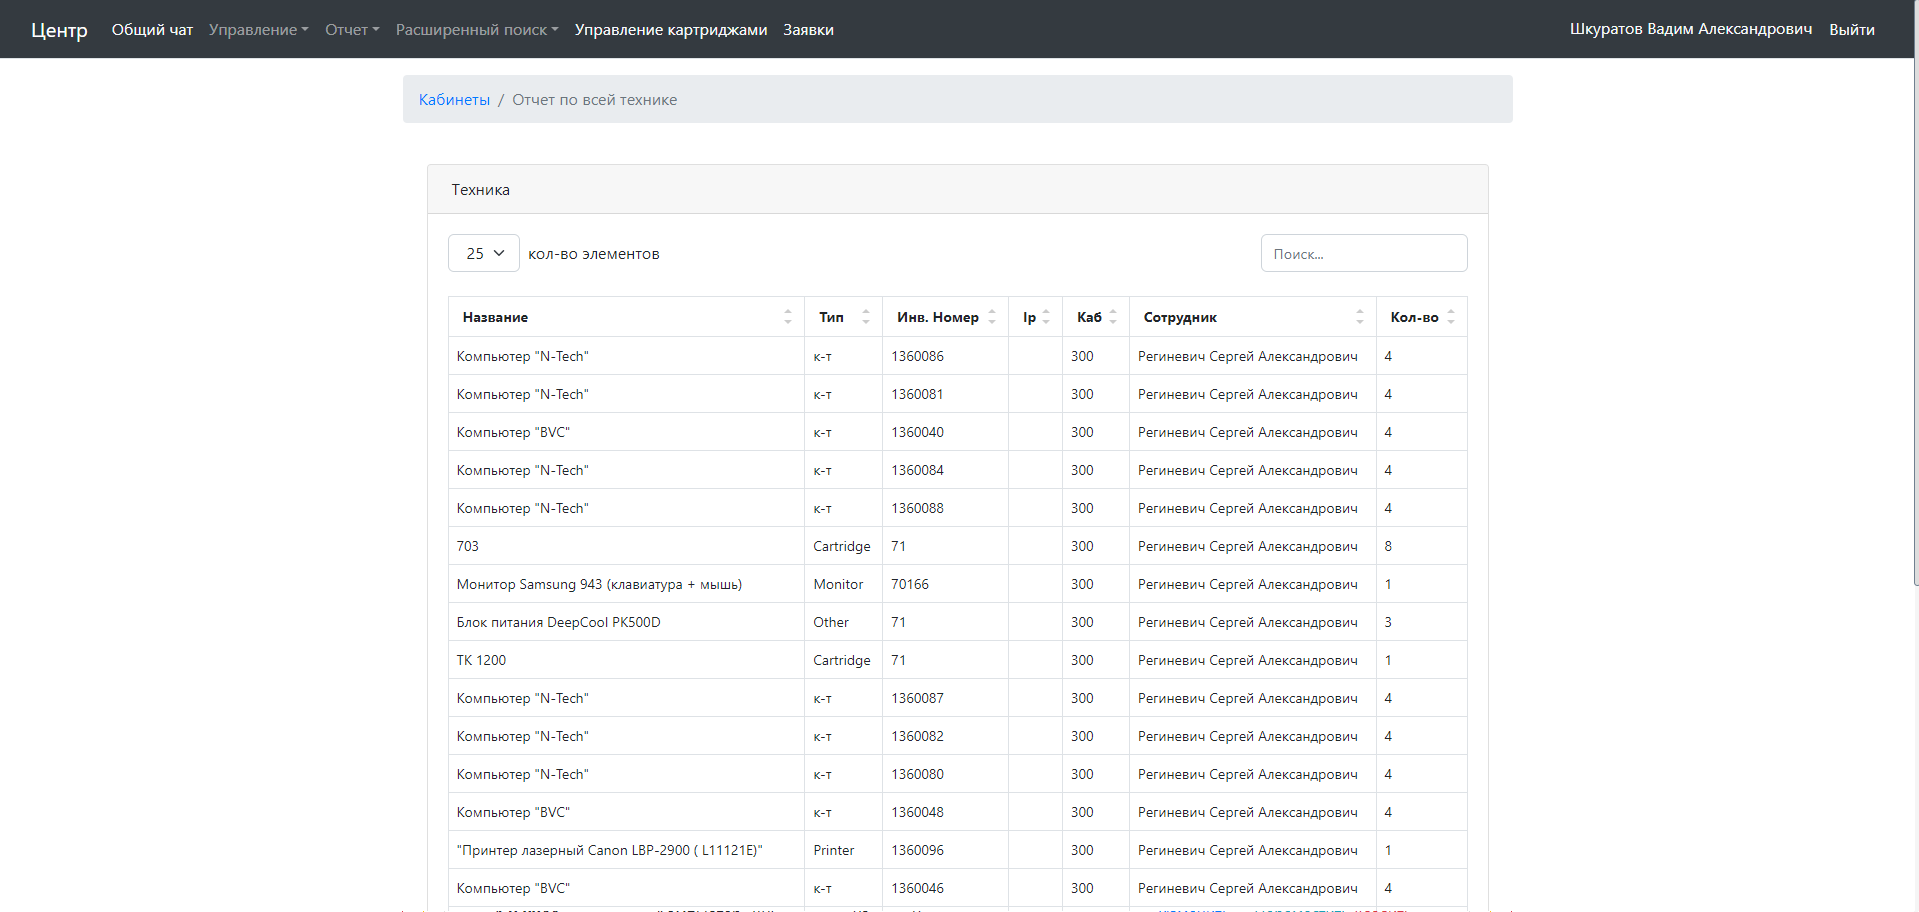 Центр Общий чат Управление Отчет Расширенный поиск Управление картриджами Заявки Шкуратов Вадим Александрович Выйти
Кабинеты / Отчет по всей технике
Техника
25 кол-во элементов Поиск...
Название Тип Инв. Номер Ip Каб Сотрудник Кол-во
Компьютер "N-Tech" к-т 1360086 300 Региневич Сергей Александрович 4
Компьютер "N-Tech" к-т 1360081 300 Региневич Сергей Александрович 4
Компьютер "BVC" к-т 1360040 300 Региневич Сергей Александрович 4
Компьютер "N-Tech" к-т 1360084 300 Региневич Сергей Александрович 4
Компьютер "N-Tech" к-т 1360088 300 Региневич Сергей Александрович 4
703 Cartridge 71 300 Региневич Сергей Александрович 8
Монитор Samsung 943 (клавиатура + мышь) Monitor 70166 300 Региневич Сергей Александрович 1
Блок питания DeepCool PK500D Other 71 300 Региневич Сергей Александрович 3
TK 1200 Cartridge 71 300 Региневич Сергей Александрович 1
Компьютер "N-Tech" к-т 1360087 300 Региневич Сергей Александрович 4
Компьютер "N-Tech" к-т 1360082 300 Региневич Сергей Александрович 4
Компьютер "N-Tech" к-т 1360080 300 Региневич Сергей Александрович 4
Компьютер "BVC" к-т 1360048 300 Региневич Сергей Александрович 4
"Принтер лазерный Canon LBP-2900 ( L11121E)" Printer 1360096 300 Региневич Сергей Александрович 1
Компьютер "BVC" к-т 1360046 300 Региневич Сергей Александрович 4